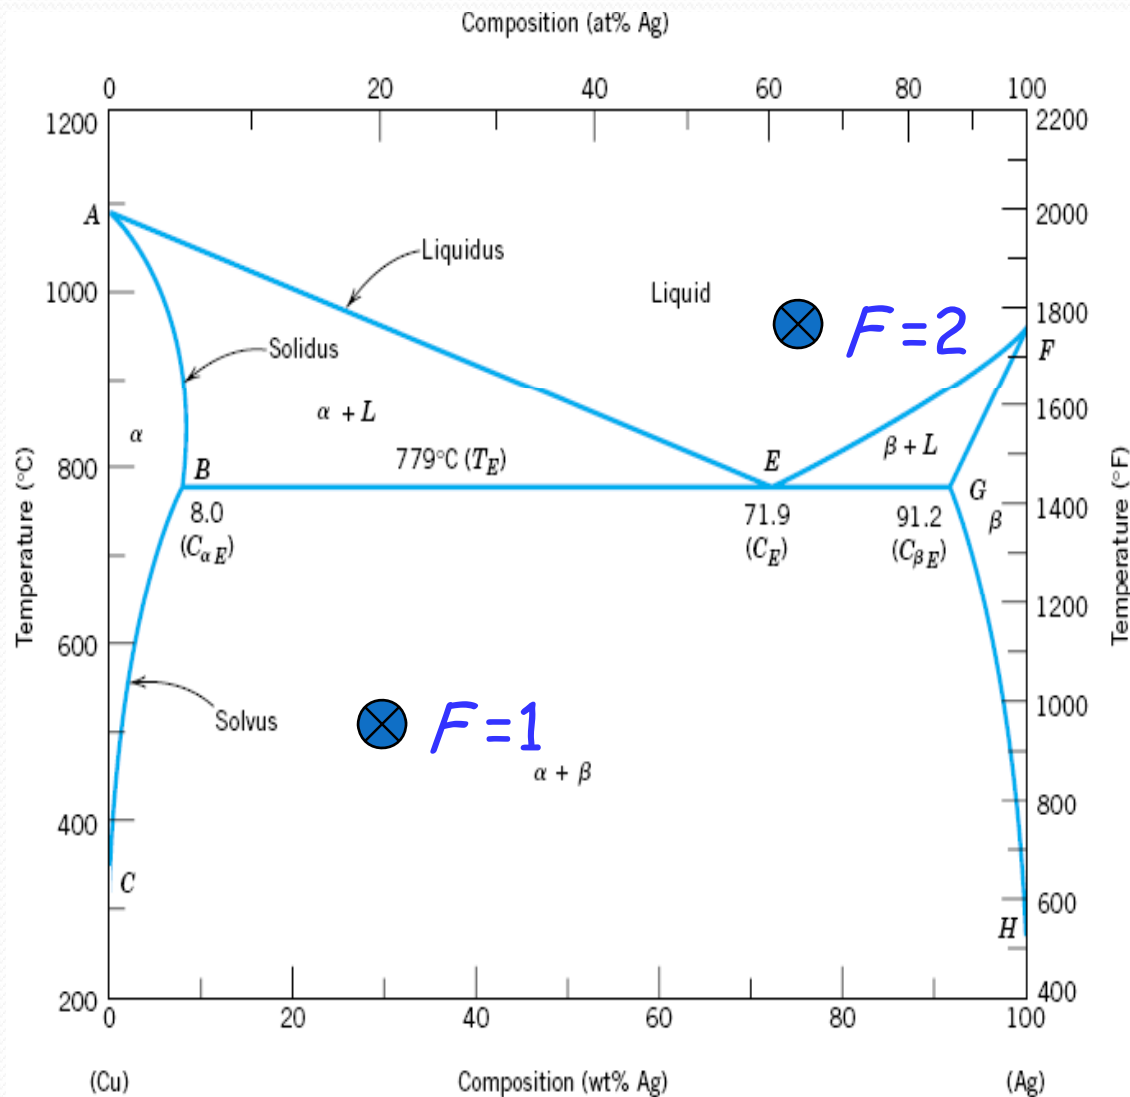 Composition (at% Ag)
0 20 40 60 80 100
1200 2200
A 2000
Liquidus
1000 Liquid 1800
F = 2
Solidus F
α + L 1600
α β + L
779°C (T_E) E
800 B G
8.0 71.9 91.2 β 1400
(C_αE) (C_E) (C_βE)
Temperature (°C) Temperature (°F)
1200
600
1000
Solvus F = 1
α + β
800
400
C
600
H
200 400
0 20 40 60 80 100
(Cu) Composition (wt% Ag) (Ag)